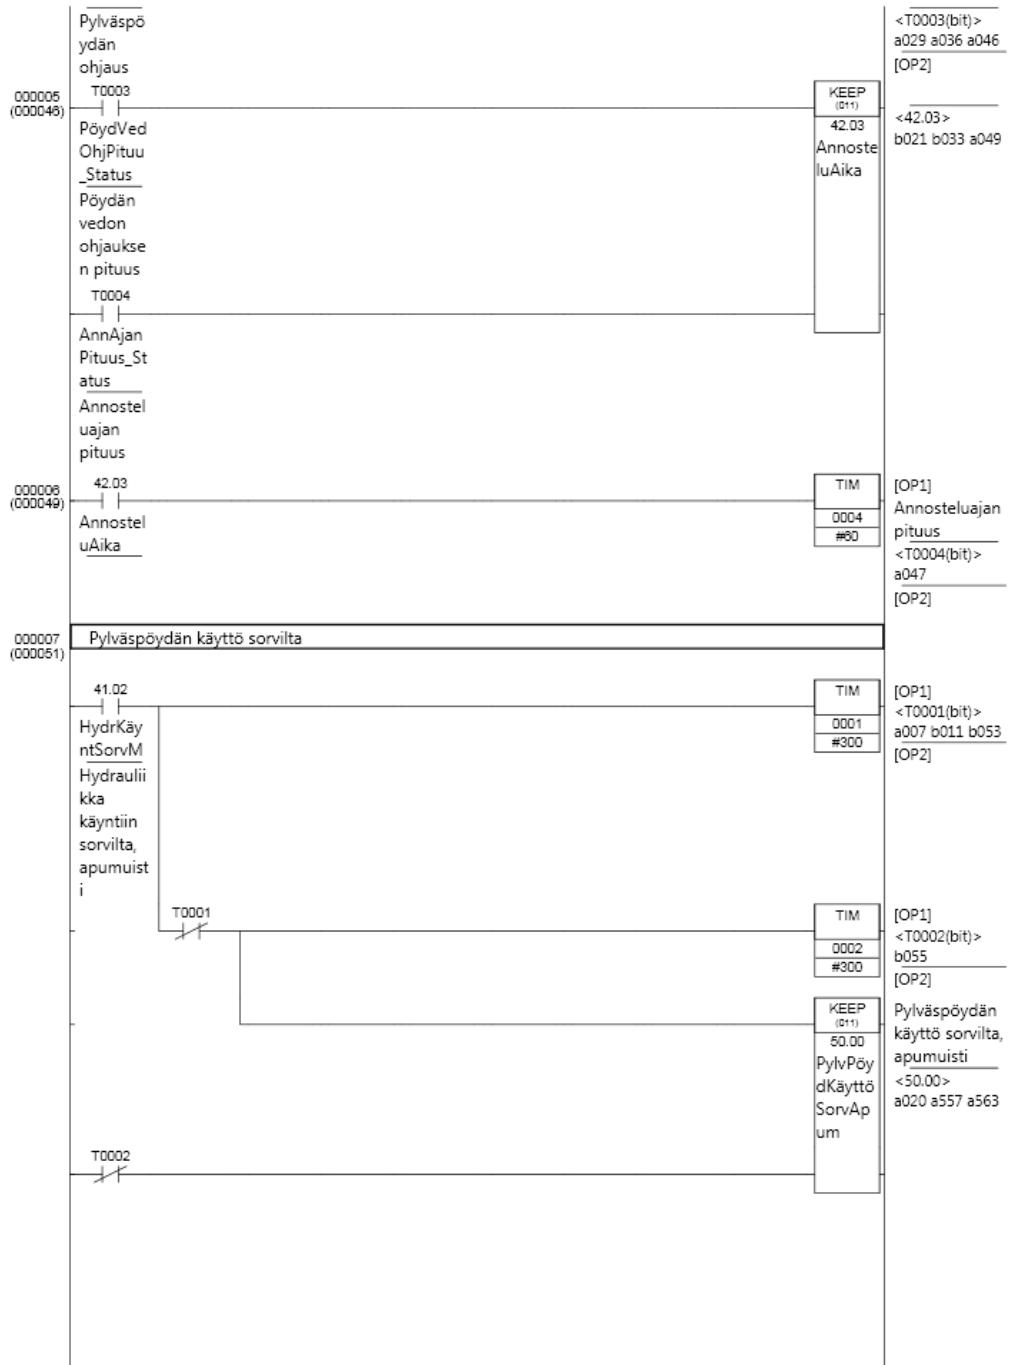 Pylväspö
ydän
ohjaus
<T0003(bit)>
a029 a036 a046
[OP2]
000005
(000046)
T0003
PöydVed
OhjPituu
_Status
Pöydän
vedon
ohjaukse
n pituus
KEEP
(011)
42.03
Annoste
luAika
<42.03>
b021 b033 a049
T0004
AnnAjan
Pituus_St
atus
Annostel
uajan
pituus
000006
(000049)
42.03
Annostel
uAika
TIM
0004
#60
[OP1]
Annosteluajan
pituus
<T0004(bit)>
a047
[OP2]
000007
(000051)
Pylväspöydän käyttö sorvilta
41.02
HydrKäy
ntSorvM
Hydraulii
kka
käyntiin
sorvilta,
apumuist
i
TIM
0001
#300
[OP1]
<T0001(bit)>
a007 b011 b053
[OP2]
T0001
TIM
0002
#300
[OP1]
<T0002(bit)>
b055
[OP2]
KEEP
(011)
50.00
PylvPöy
dKäyttö
SorvAp
um
Pylväspöydän
käyttö sorvilta,
apumuisti
<50.00>
a020 a557 a563
T0002